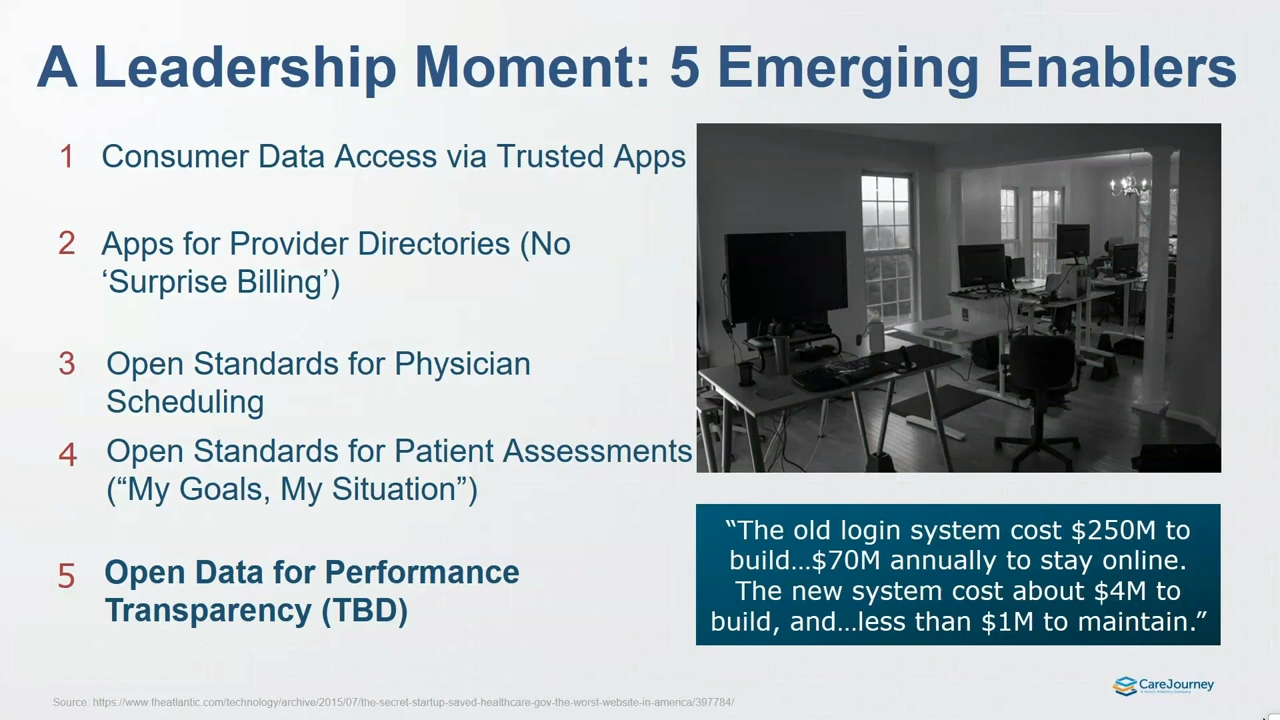 A Leadership Moment: 5 Emerging Enablers
1 Consumer Data Access via Trusted Apps
2 Apps for Provider Directories (No
‘Surprise Billing’)
3 Open Standards for Physician
Scheduling
4 Open Standards for Patient Assessments
(“My Goals, My Situation”)
5 Open Data for Performance
Transparency (TBD)
“The old login system cost $250M to
build…$70M annually to stay online.
The new system cost about $4M to
build, and…less than $1M to maintain.”
CareJourney
Source: https://www.theatlantic.com/technology/archive/2015/07/the-secret-startup-saved-healthcare-gov-the-worst-website-in-america/397784/